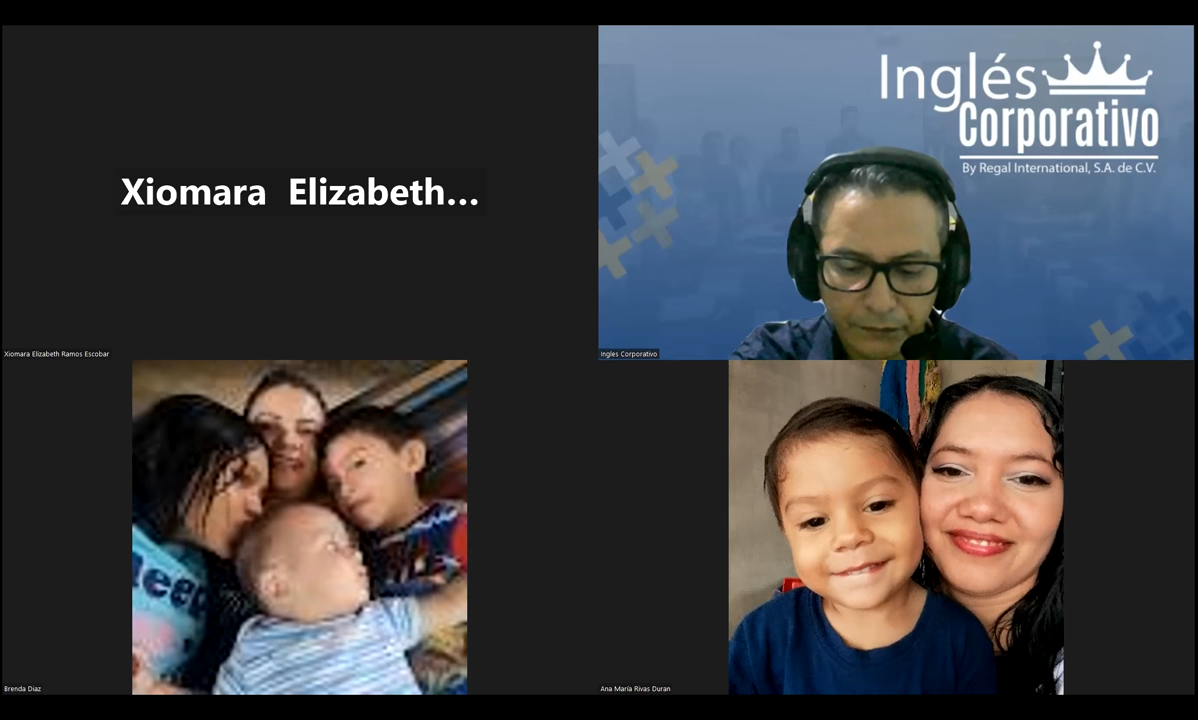 Xiomara Elizabeth...
Xiomara Elizabeth Ramos Escobar
Inglés
Corporativo
By Regal International, S.A. de C.V.
Ingles Corporativo
Brenda Diaz
Ana María Rivas Duran